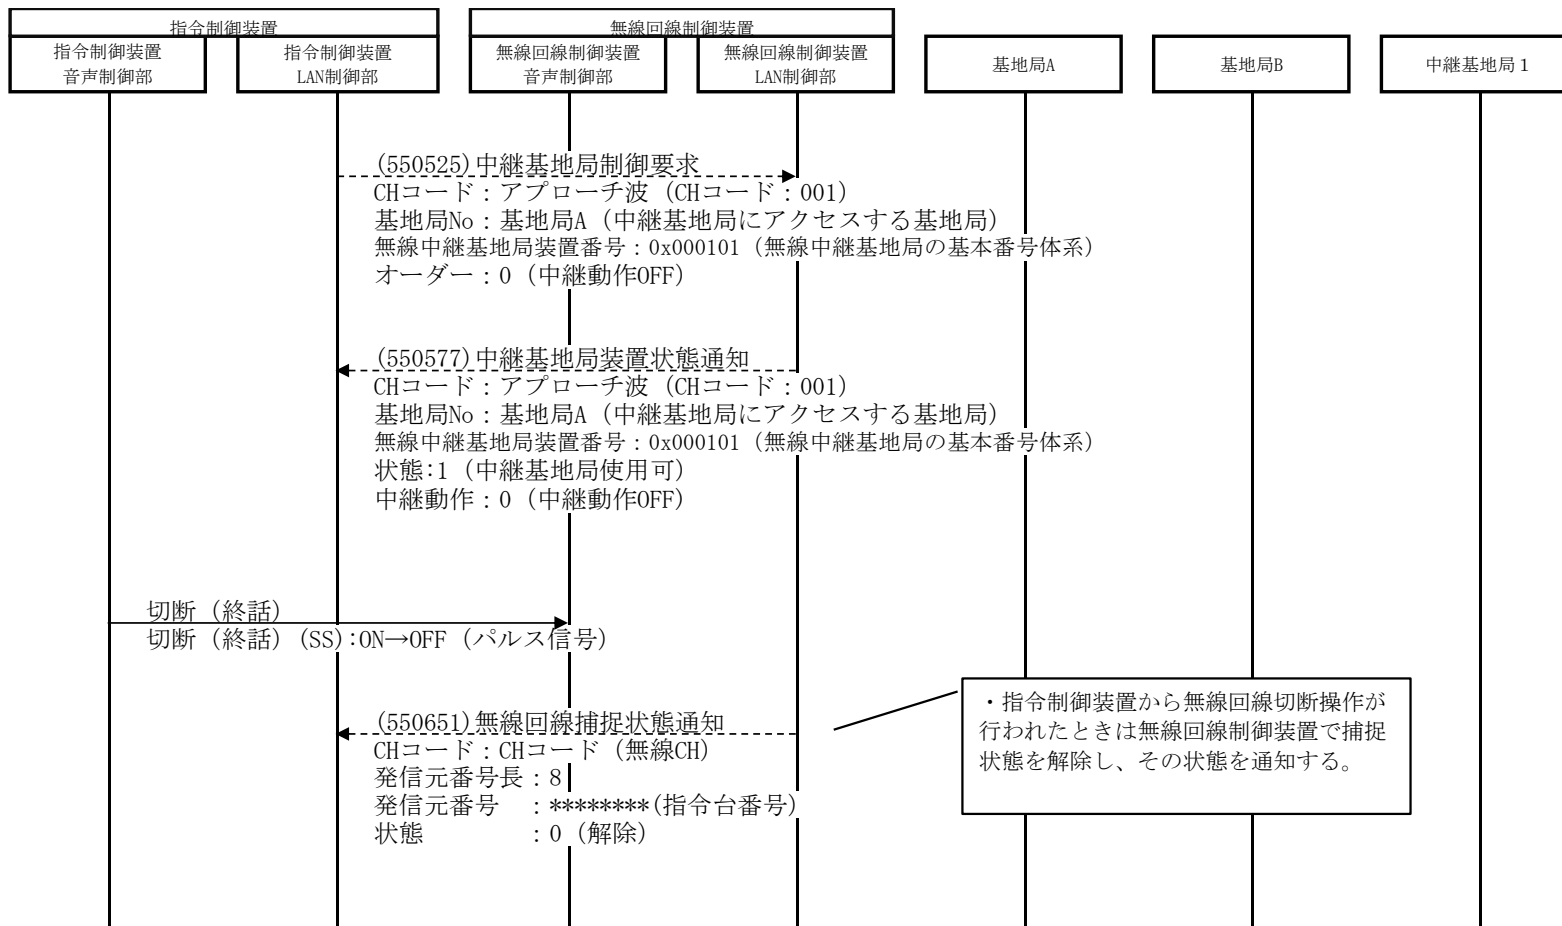 指令制御装置
無線回線制御装置
指令制御装置
音声制御部
指令制御装置
LAN制御部
無線回線制御装置
音声制御部
無線回線制御装置
LAN制御部
基地局A
基地局B
中継基地局１
(550525)中継基地局制御要求
CHコード：アプローチ波（CHコード：001）
基地局No：基地局A（中継基地局にアクセスする基地局）
無線中継基地局装置番号：0x000101（無線中継基地局の基本番号体系）
オーダー：0（中継動作OFF）
(550577)中継基地局装置状態通知
CHコード：アプローチ波（CHコード：001）
基地局No：基地局A（中継基地局にアクセスする基地局）
無線中継基地局装置番号：0x000101（無線中継基地局の基本番号体系）
状態:1（中継基地局使用可）
中継動作：0（中継動作OFF）
切断（終話）
切断（終話）(SS):ON→OFF（パルス信号）
(550651)無線回線捕捉状態通知
CHコード：CHコード（無線CH）
発信元番号長：8
発信元番号　：********(指令台番号)
状態　　　　：0（解除）
・指令制御装置から無線回線切断操作が
行われたときは無線回線制御装置で捕捉
状態を解除し、その状態を通知する。